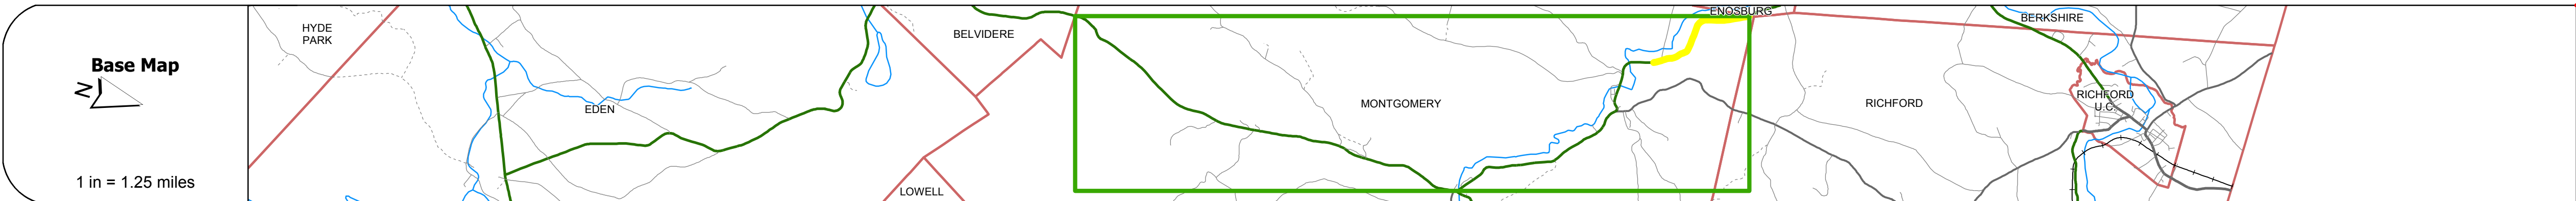 Base Map
N
1 in = 1.25 miles
HYDE
PARK
EDEN
BELVIDERE
LOWELL
MONTGOMERY
ENOSBURG
RICHFORD
BERKSHIRE
RICHFORD
U.C.